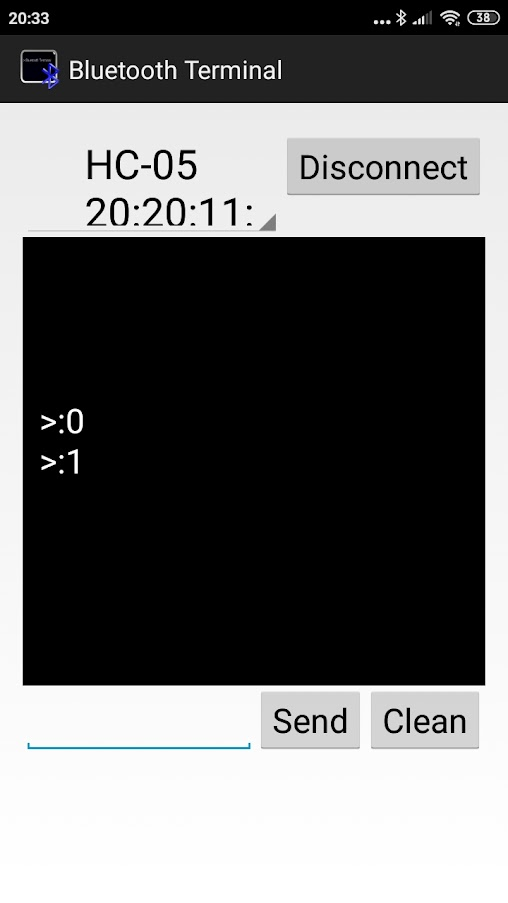 20:33
38
Bluetooth Terminal
HC-05
20:20:11:
Disconnect
>:0
>:1
Send
Clean